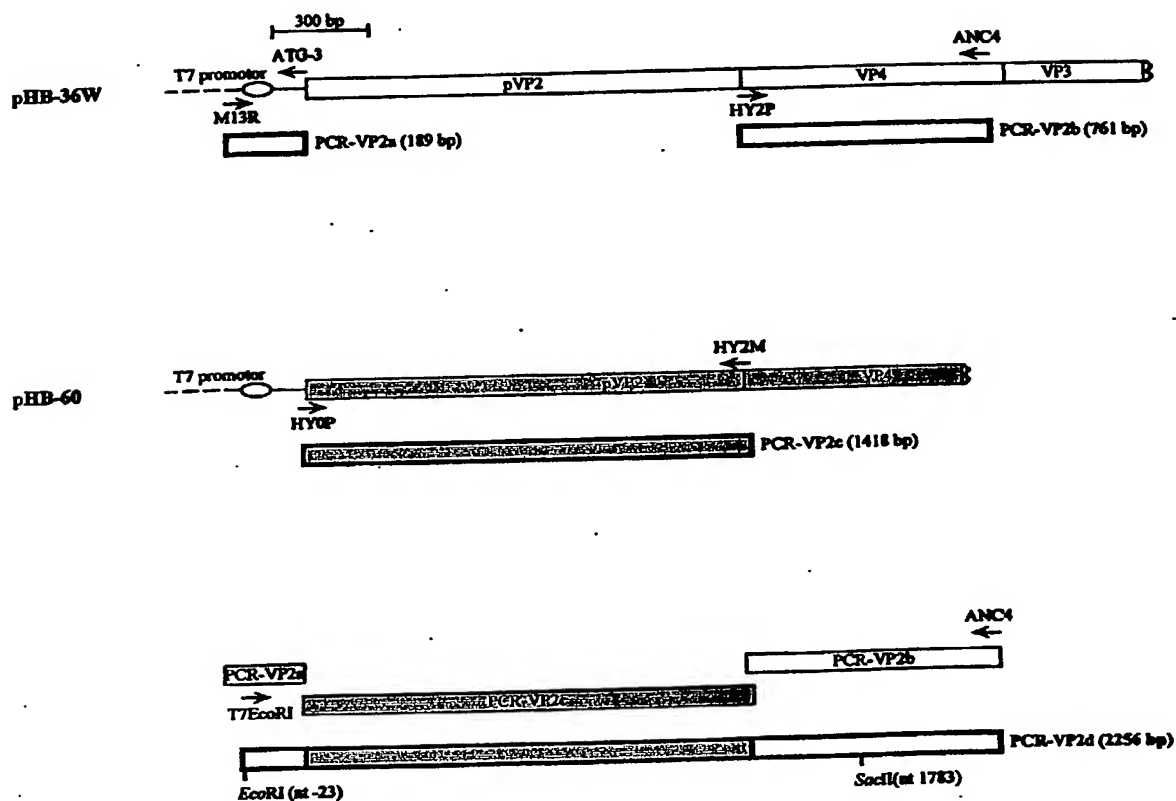 300 bp
ATG-3
ANC4
T7 promotor
pHB-36W
pVP2
VP4
VP3
M13R
HY2P
PCR-VP2a (189 bp)
PCR-VP2b (761 bp)
HY2M
T7 promotor
pHB-60
pVP2
VP4
HY0P
PCR-VP2c (1418 bp)
ANC4
PCR-VP2a
PCR-VP2b
PCR-VP2c
T7EcoRI
PCR-VP2d (2256 bp)
EcoRI (nt -23)
SacII(nt 1783)